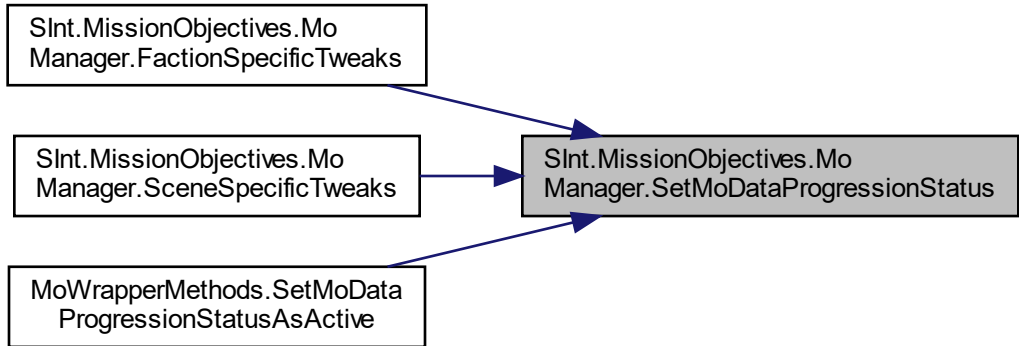 SInt.MissionObjectives.Mo
Manager.FactionSpecificTweaks
SInt.MissionObjectives.Mo
Manager.SceneSpecificTweaks
MoWrapperMethods.SetMoData
ProgressionStatusAsActive
SInt.MissionObjectives.Mo
Manager.SetMoDataProgressionStatus